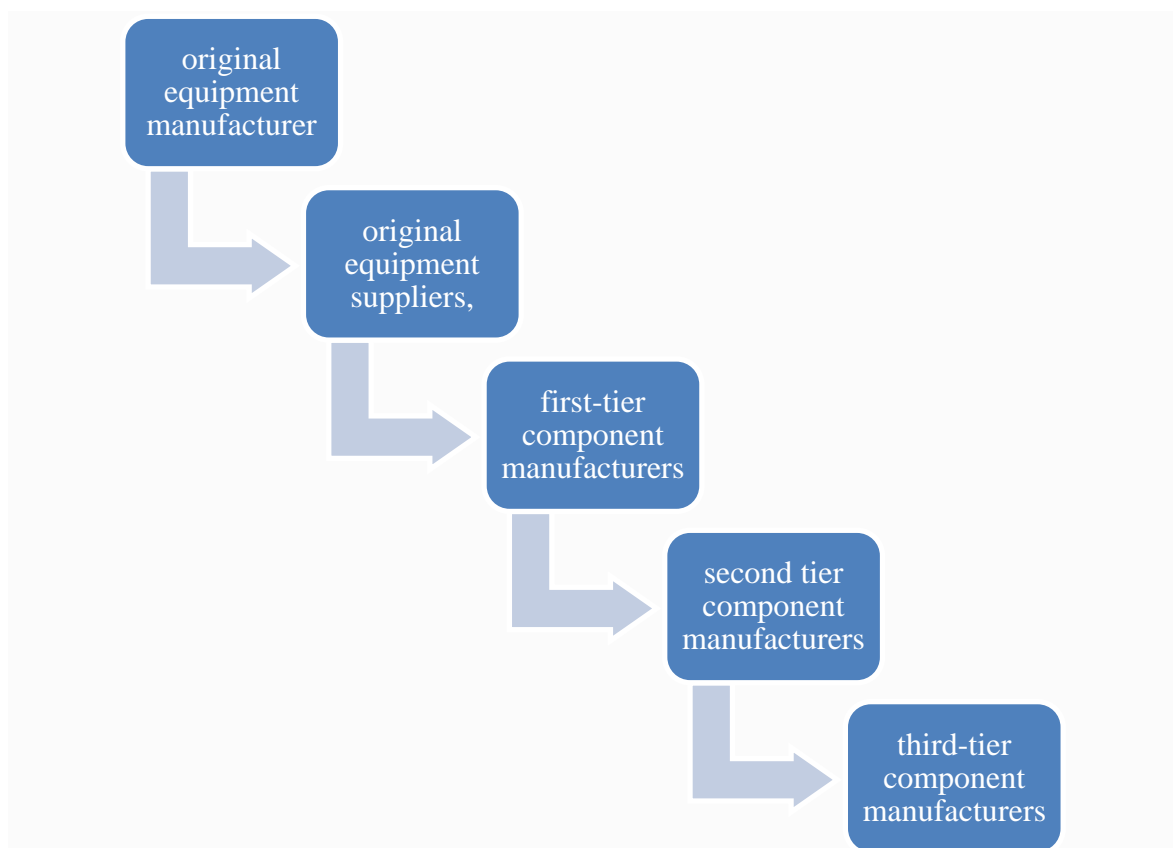 original
equipment
manufacturer
original
equipment
suppliers,
first-tier
component
manufacturers
second tier
component
manufacturers
third-tier
component
manufacturers